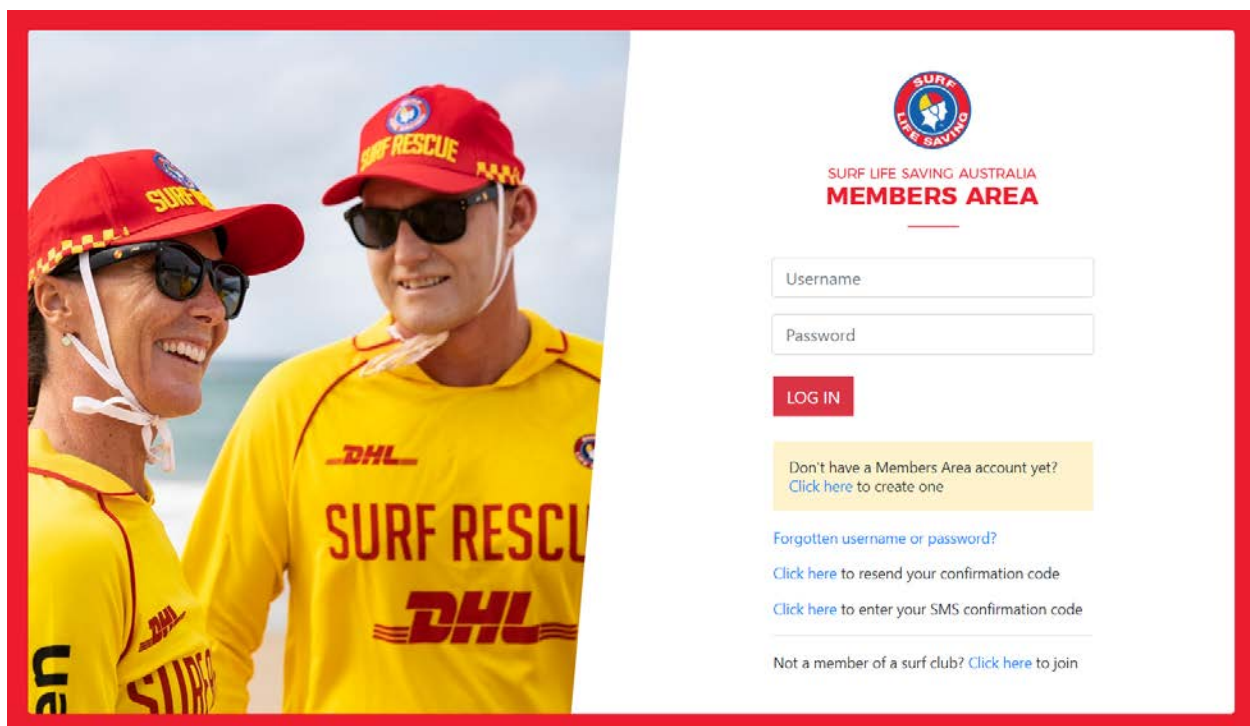 SURF RESCUE
SURF
DHL
SURF RESCU
DHL
DHL
SURF
en
SURF
LIFE SAVING
SURF LIFE SAVING AUSTRALIA
MEMBERS AREA
Username
Password
LOG IN
Don't have a Members Area account yet?
Click here to create one
Forgotten username or password?
Click here to resend your confirmation code
Click here to enter your SMS confirmation code
Not a member of a surf club? Click here to join